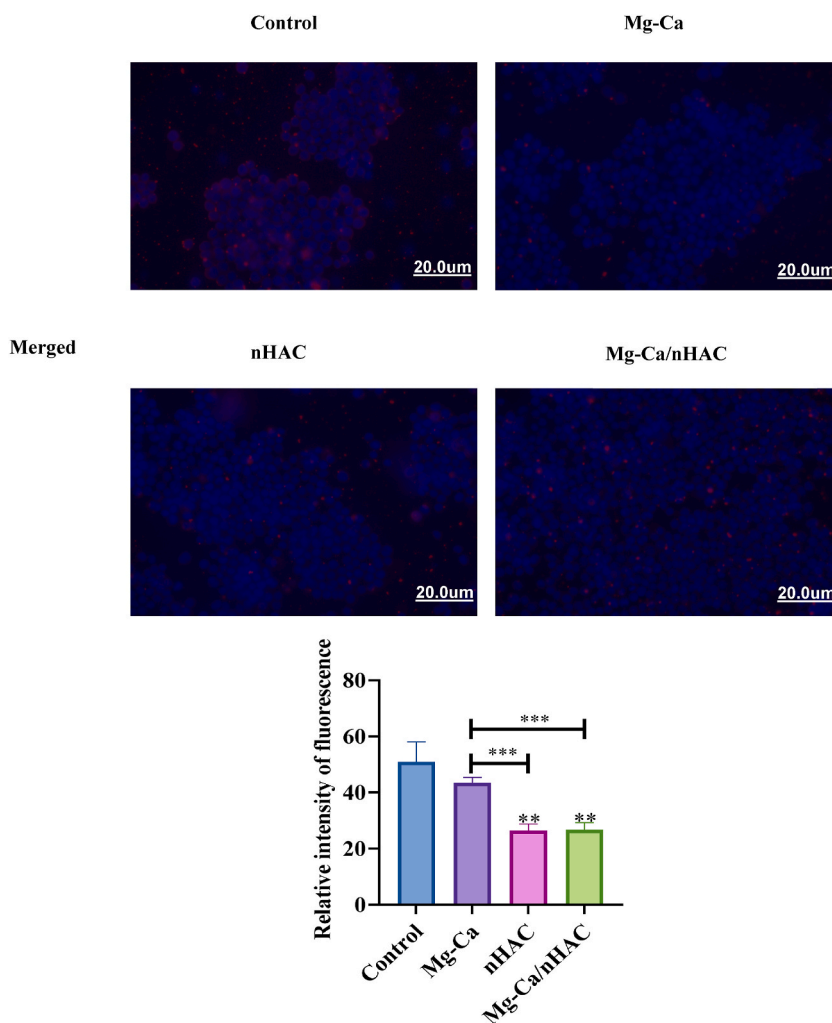 Control
Mg-Ca
20.0um
20.0um
Merged
nHAC
Mg-Ca/nHAC
20.0um
20.0um
Relative intensity of fluorescence
80
60
40
20
0
***
***
**
**
Control
Mg-Ca
nHAC
Mg-Ca/nHAC